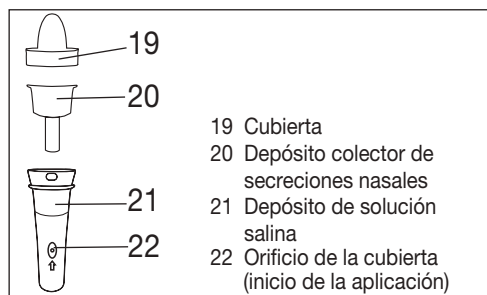 19
20
21
22
19 Cubierta
20 Depósito colector de
secreciones nasales
21 Depósito de solución
salina
22 Orificio de la cubierta
(inicio de la aplicación)